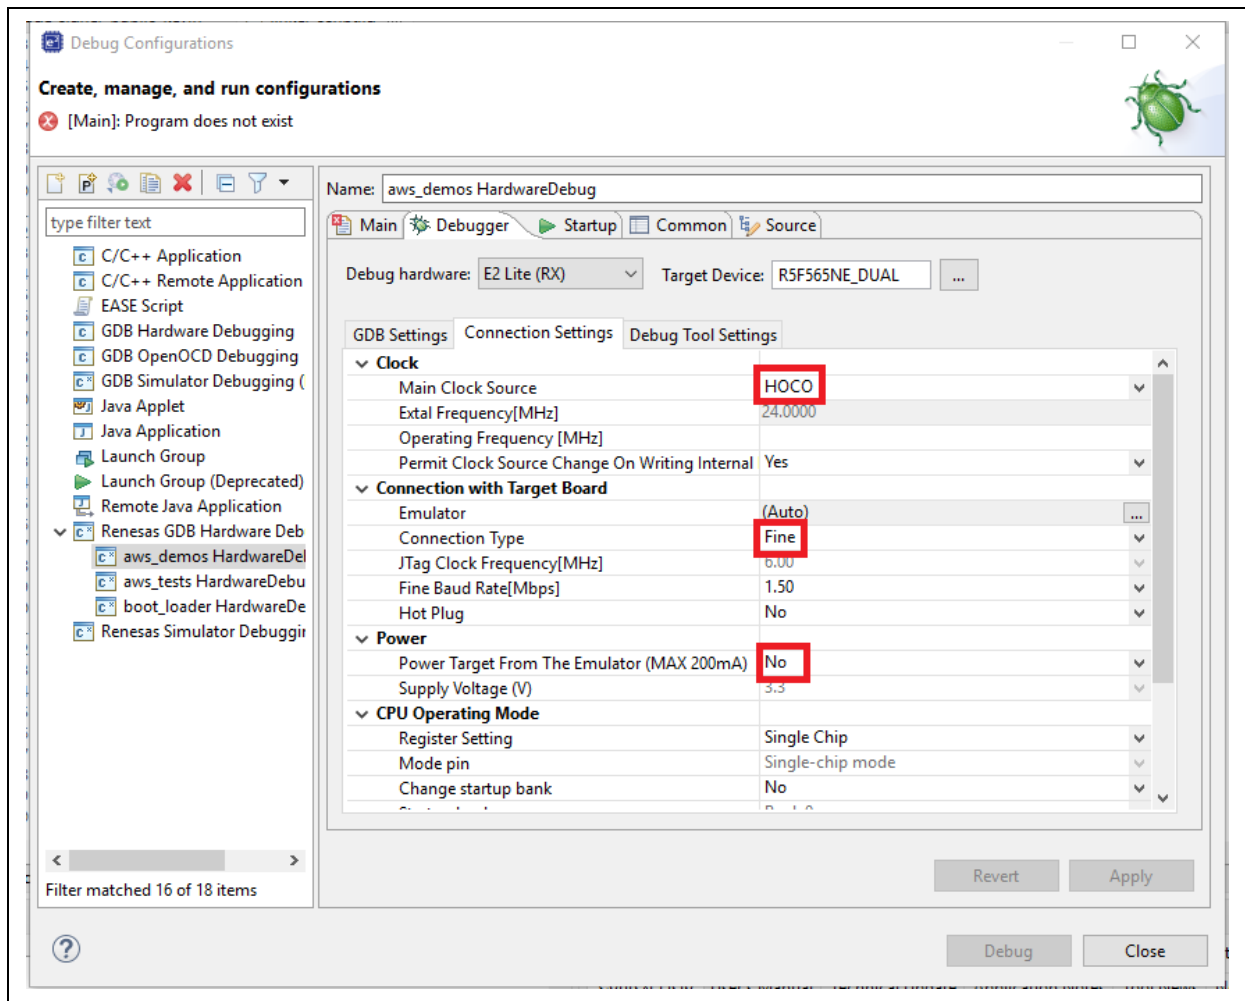 Debug Configurations
Create, manage, and run configurations
[Main]: Program does not exist
type filter text
C/C++ Application
C/C++ Remote Application
EASE Script
GDB Hardware Debugging
GDB OpenOCD Debugging
GDB Simulator Debugging (
Java Applet
Java Application
Launch Group
Launch Group (Deprecated)
Remote Java Application
Renesas GDB Hardware Deb
aws_demos HardwareDel
aws_tests HardwareDebu
boot_loader HardwareDe
Renesas Simulator Debuggir
Filter matched 16 of 18 items
Name: aws_demos HardwareDebug
Main Debugger Startup Common Source
Debug hardware: E2 Lite (RX) Target Device: R5F565NE_DUAL ...
GDB Settings Connection Settings Debug Tool Settings
Clock
Main Clock Source HOCO
Extal Frequency[MHz] 24.0000
Operating Frequency [MHz]
Permit Clock Source Change On Writing Internal Yes
Connection with Target Board
Emulator (Auto) ...
Connection Type Fine
JTag Clock Frequency[MHz] 6.00
Fine Baud Rate[Mbps] 1.50
Hot Plug No
Power
Power Target From The Emulator (MAX 200mA) No
Supply Voltage (V) 3.3
CPU Operating Mode
Register Setting Single Chip
Mode pin Single-chip mode
Change startup bank No
Revert Apply
Debug Close